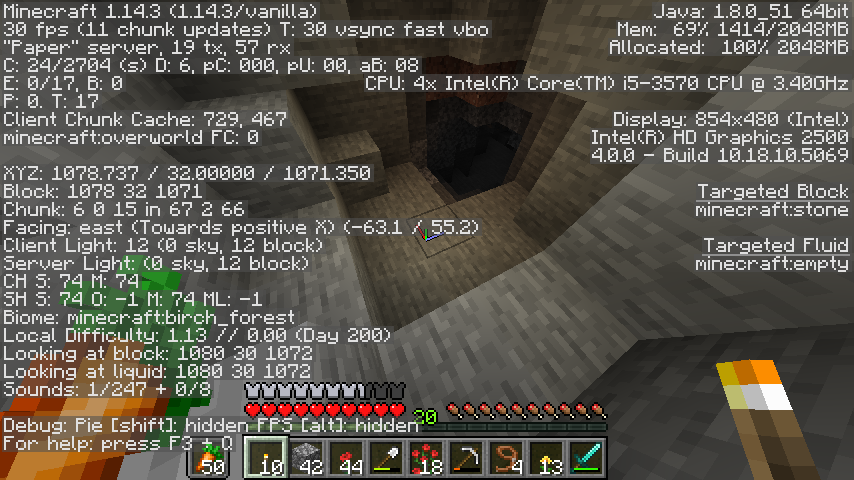 Minecraft 1.14.3 (1.14.3/vanilla)
30 fps (11 chunk updates) T: 30 vsync fast vbo
"Paper" server, 19 tx, 57 rx
C: 24/2704 (s) D: 6, pC: 000, pU: 00, aB: 08
E: 0/17, B: 0
P: 0. T: 17
Client Chunk Cache: 729, 467
minecraft:overworld FC: 0
XYZ: 1078.737 / 32.00000 / 1071.350
Block: 1078 32 1071
Chunk: 6 0 15 in 67 2 66
Facing: east (Towards positive X) (-63.1 / 55.2)
Client Light: 12 (0 sky, 12 block)
Server Light: (0 sky, 12 block)
CH S: 74 M: 74
SH S: 74 O: -1 M: 74 ML: -1
Biome: minecraft:birch_forest
Local Difficulty: 1.13 // 0.00 (Day 200)
Looking at block: 1080 30 1072
Looking at liquid: 1080 30 1072
Sounds: 1/247 + 0/8
Debug: Pie [shift]: hidden FPS [alt]: hidden
For help: press F3 + Q
Java: 1.8.0_51 64bit
Mem: 69% 1414/2048MB
Allocated: 100% 2048MB
CPU: 4x Intel(R) Core(TM) i5-3570 CPU @ 3.40GHz
Display: 854x480 (Intel)
Intel(R) HD Graphics 2500
4.0.0 - Build 10.18.10.5069
Targeted Block
minecraft:stone
Targeted Fluid
minecraft:empty
20
50 10 42 44 18 4 13